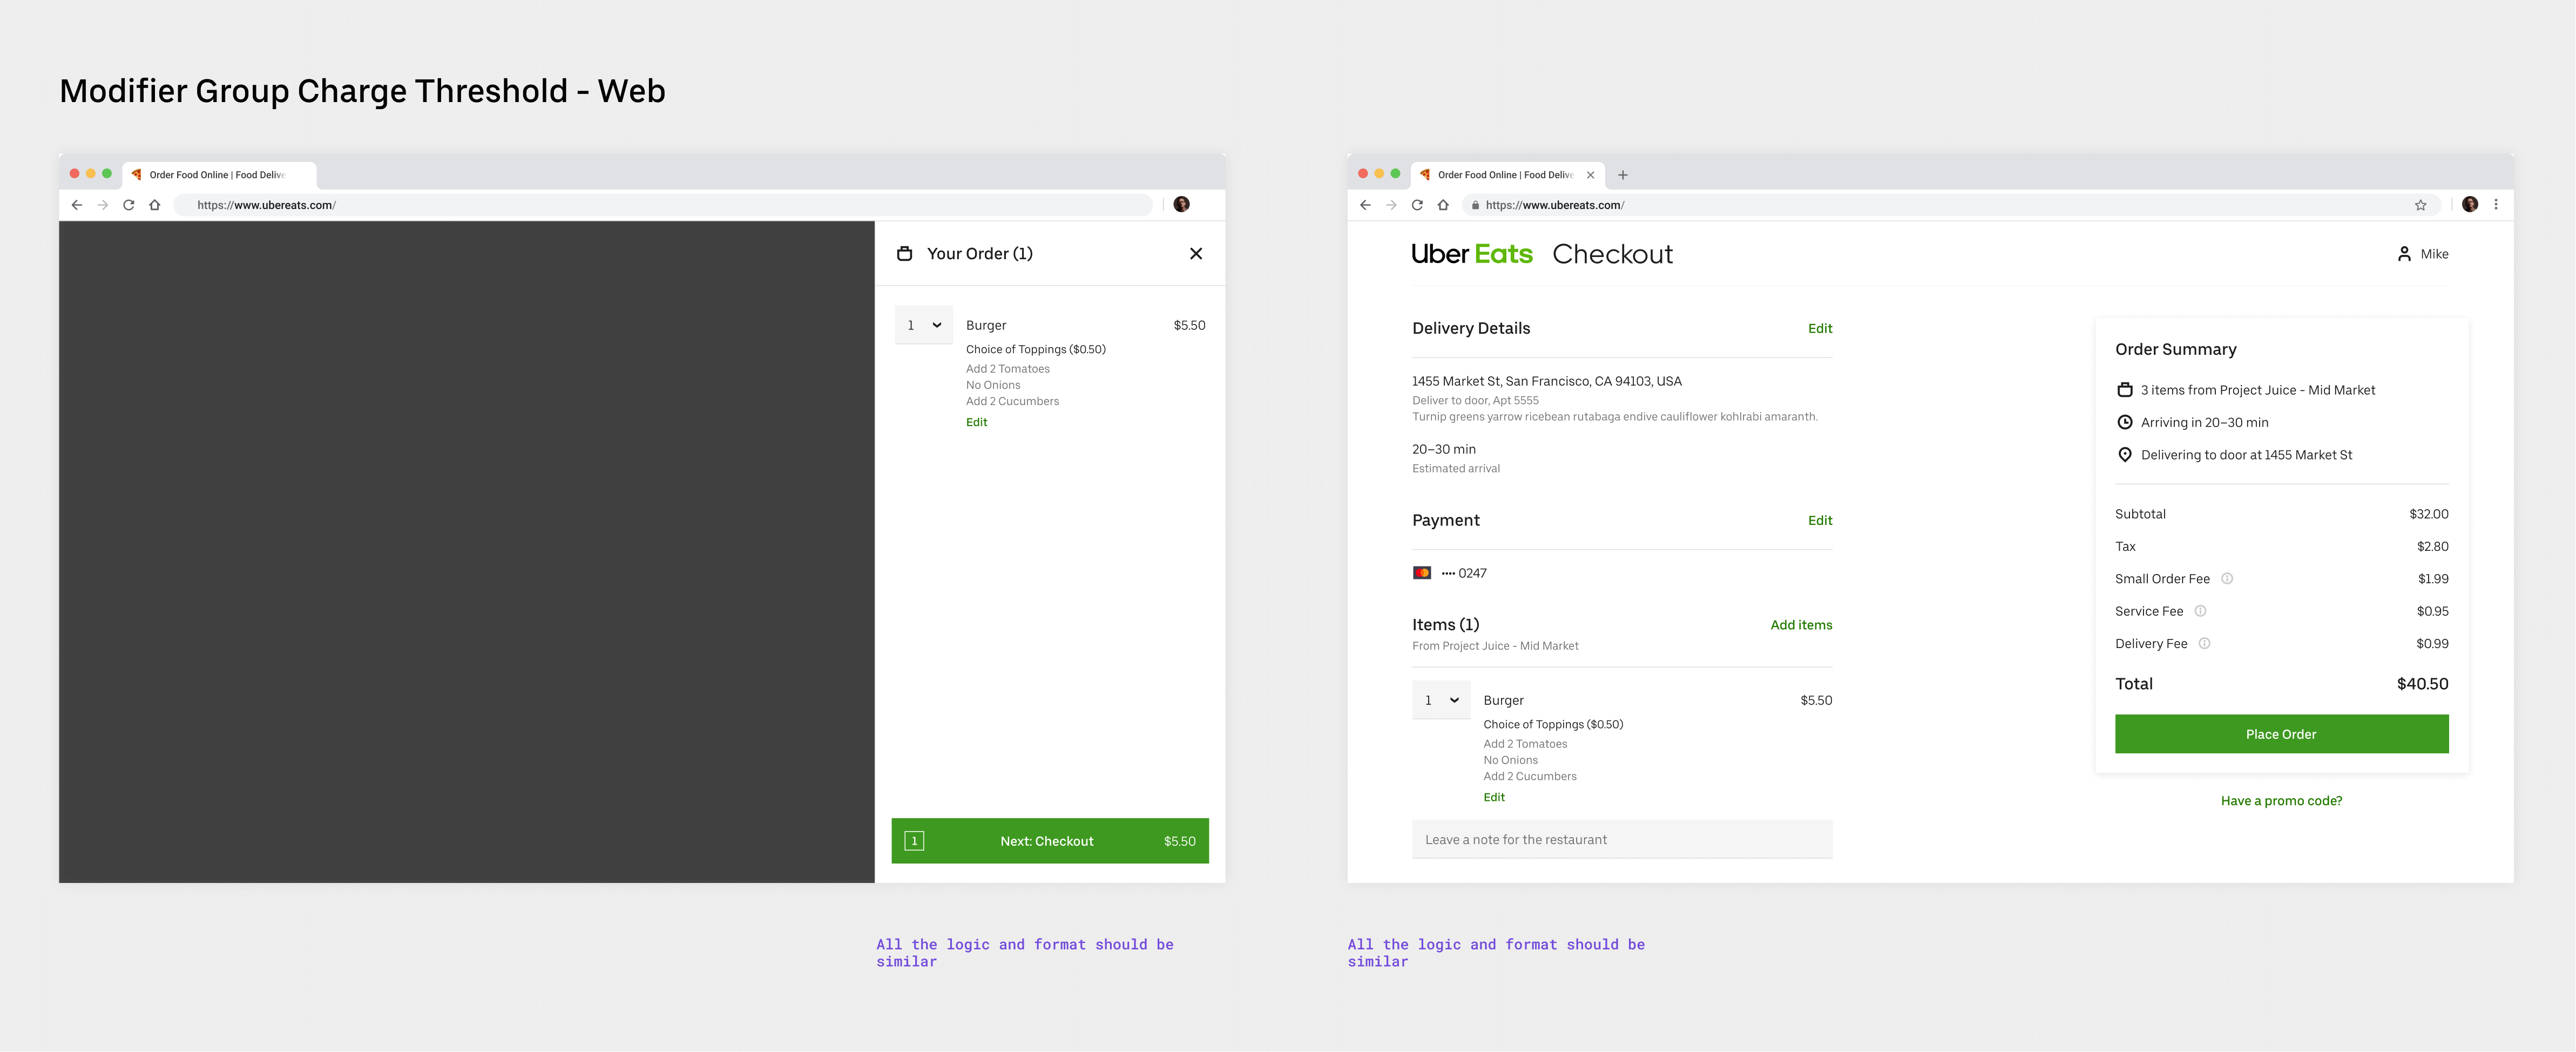 Modifier Group Charge Threshold - Web
Order Food Online | Food Delive
https://www.ubereats.com/
Your Order (1)
1
Burger
$5.50
Choice of Toppings ($0.50)
Add 2 Tomatoes
No Onions
Add 2 Cucumbers
Edit
1
Next: Checkout
$5.50
All the logic and format should be
similar
Order Food Online | Food Delive
https://www.ubereats.com/
Uber Eats Checkout
Mike
Delivery Details
Edit
1455 Market St, San Francisco, CA 94103, USA
Deliver to door, Apt 5555
Turnip greens yarrow ricebean rutabaga endive cauliflower kohlrabi amaranth.
20–30 min
Estimated arrival
Payment
Edit
•••• 0247
Items (1)
Add items
From Project Juice - Mid Market
1
Burger
$5.50
Choice of Toppings ($0.50)
Add 2 Tomatoes
No Onions
Add 2 Cucumbers
Edit
Leave a note for the restaurant
Order Summary
3 items from Project Juice - Mid Market
Arriving in 20–30 min
Delivering to door at 1455 Market St
Subtotal
$32.00
Tax
$2.80
Small Order Fee
$1.99
Service Fee
$0.95
Delivery Fee
$0.99
Total
$40.50
Place Order
Have a promo code?
All the logic and format should be
similar